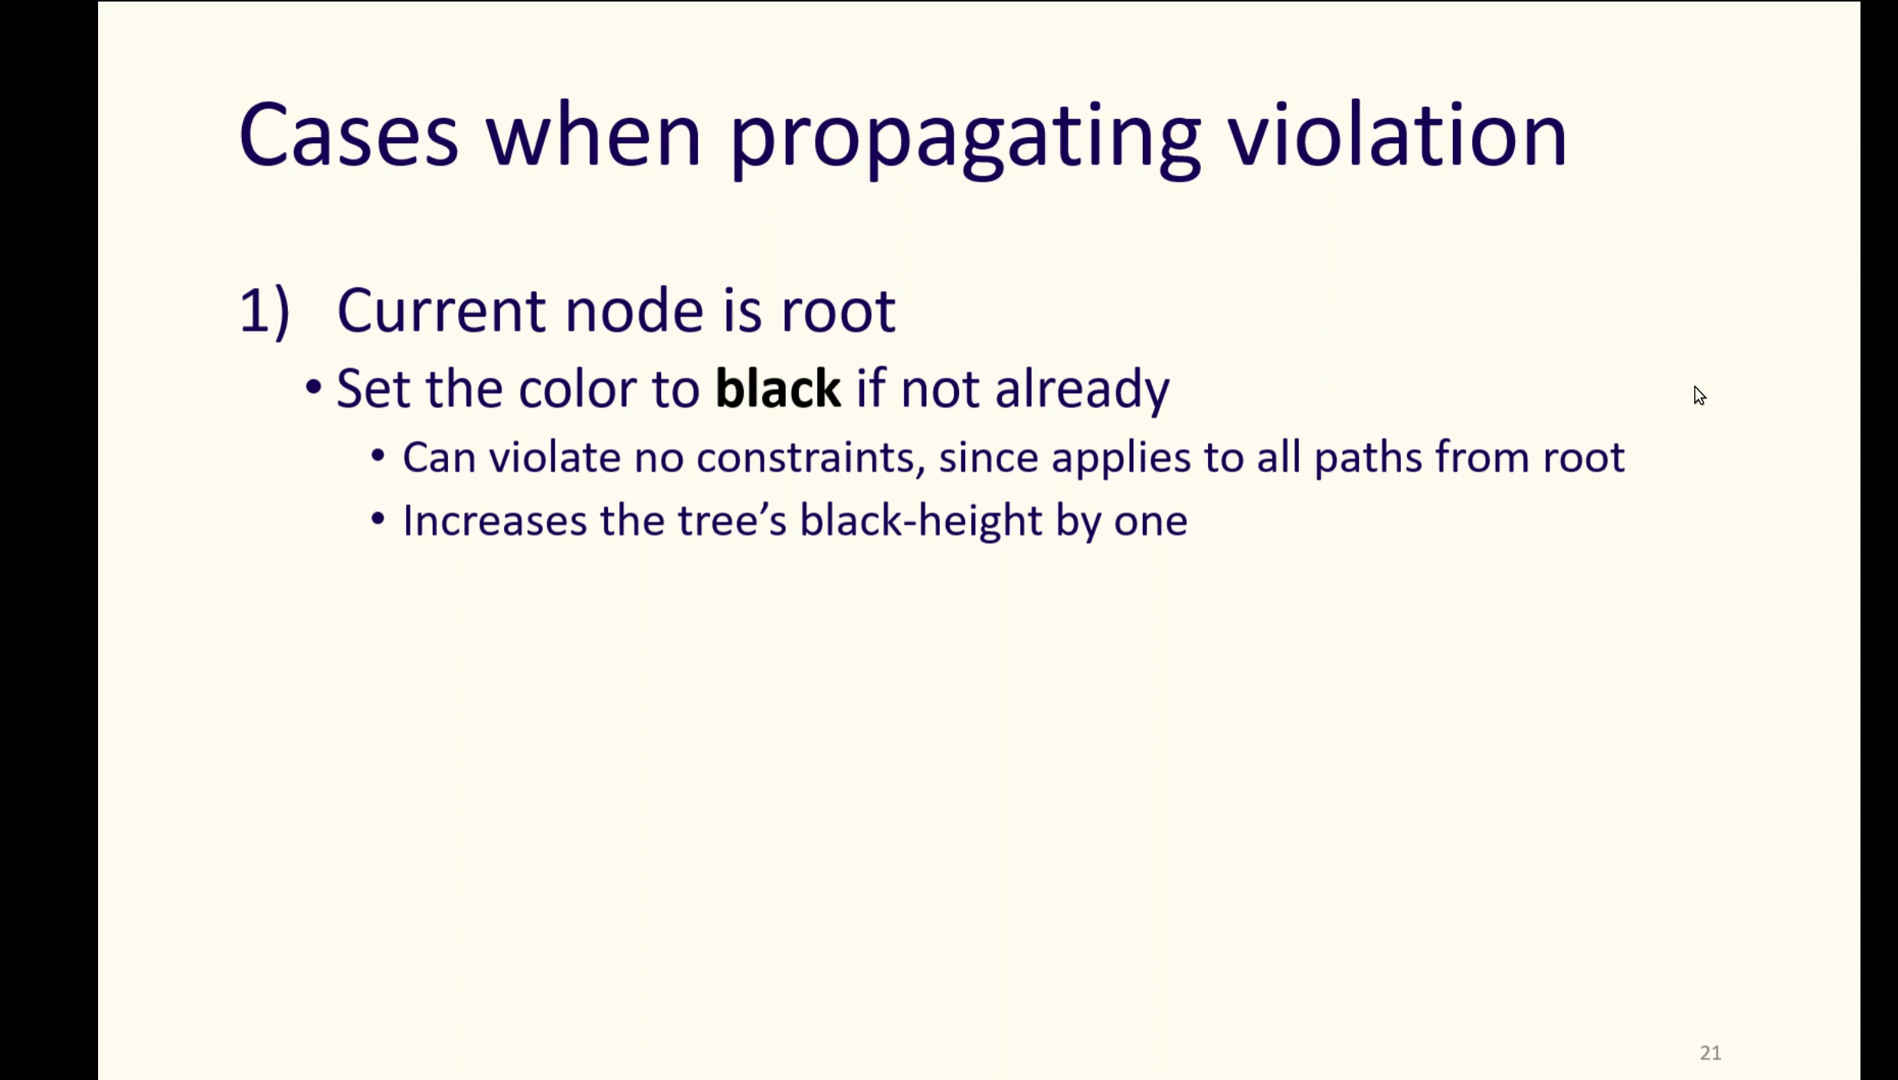 Cases when propagating violation
1) Current node is root
• Set the color to black if not already
• Can violate no constraints, since applies to all paths from root
• Increases the tree’s black-height by one
21